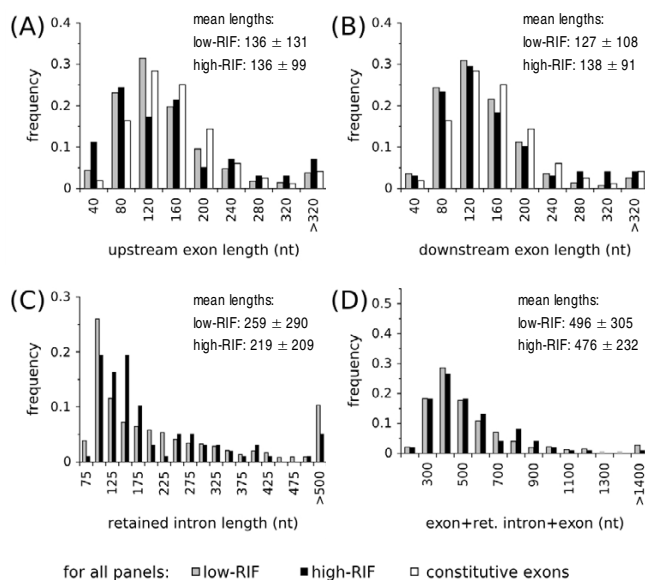 (A)
mean lengths:
low-RIF: 136 ± 131
high-RIF: 136 ± 99
frequency
0.4
0.3
0.2
0.1
0
40
80
120
160
200
240
280
320
>320
upstream exon length (nt)
(B)
mean lengths:
low-RIF: 127 ± 108
high-RIF: 138 ± 91
frequency
0.4
0.3
0.2
0.1
0
40
80
120
160
200
240
280
320
>320
downstream exon length (nt)
(C)
mean lengths:
low-RIF: 259 ± 290
high-RIF: 219 ± 209
frequency
0.3
0.2
0.1
0
75
125
175
225
275
325
375
425
475
>500
retained intron length (nt)
(D)
mean lengths:
low-RIF: 496 ± 305
high-RIF: 476 ± 232
frequency
0.5
0.4
0.3
0.2
0.1
0
300
500
700
900
1100
1300
>1400
exon+ret. intron+exon (nt)
for all panels: low-RIF high-RIF constitutive exons